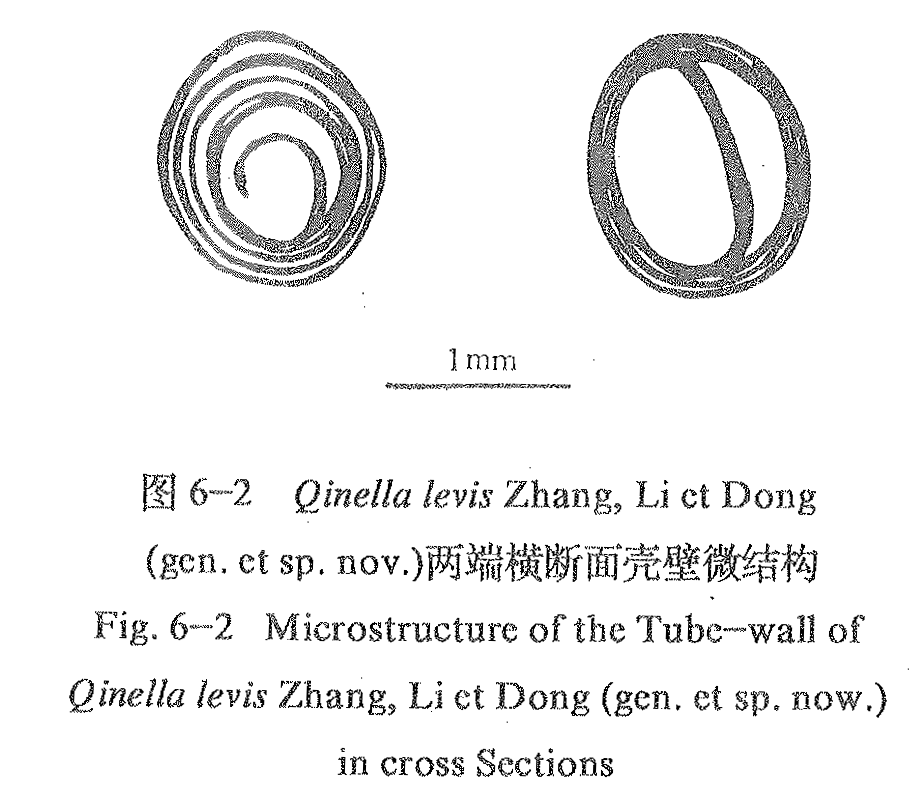 1mm
图 6-2 Qinella levis Zhang, Li et Dong
(gen. et sp. nov.)两端横断面壳壁微结构
Fig. 6-2 Microstructure of the Tube-wall of
Qinella levis Zhang, Li et Dong (gen. et sp. now.)
in cross Sections